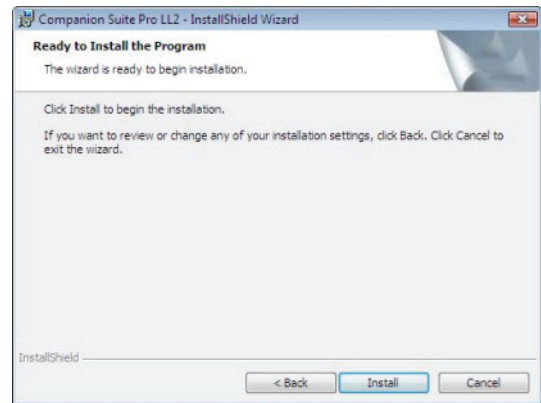 Companion Suite Pro LL2 - InstallShield Wizard
Ready to Install the Program
The wizard is ready to begin installation.
Click Install to begin the installation.
If you want to review or change any of your installation settings, click Back. Click Cancel to
exit the wizard.
InstallShield
< Back Install Cancel